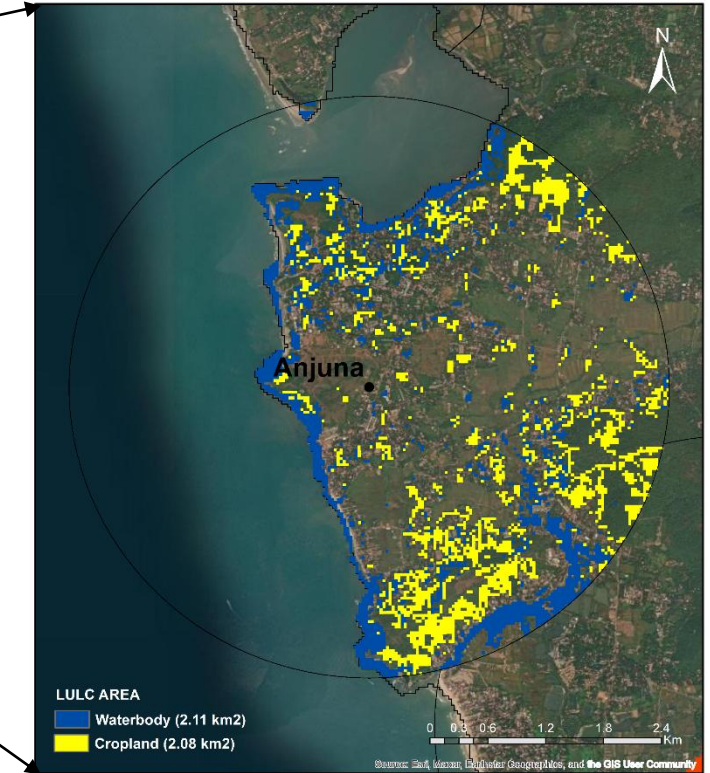 N
Anjuna
LULC AREA
Waterbody (2.11 km2)
Cropland (2.08 km2)
0 0.3 0.6 1.2 1.8 2.4
Km
Source: Esri, Maxar, Earthstar Geographics, and the GIS User Community